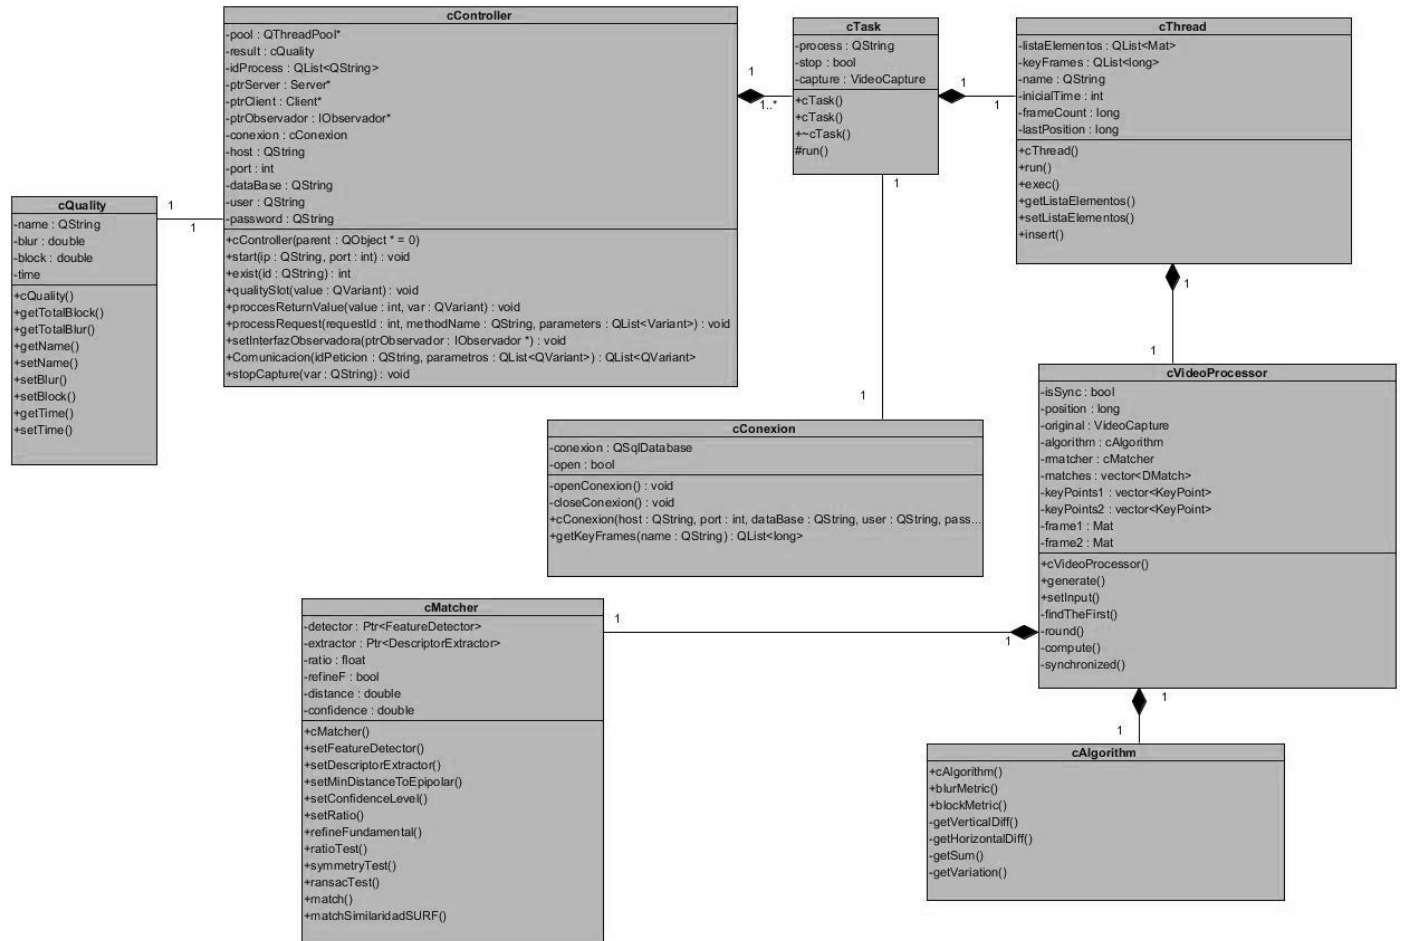 cController
-pool : QThreadPool*
-result : cQuality
-idProcess : QList<QString>
-ptrServer : Server*
-ptrClient : Client*
-ptrObservador : IObservador*
-conexion : cConexion
-host : QString
-port : int
-dataBase : QString
-user : QString
-password : QString
+cController(parent : QObject * = 0)
+start(ip : QString, port : int) : void
+exist(id : QString) : int
+qualitySlot(value : QVariant) : void
+proccesReturnValue(value : int, var : QVariant) : void
+processRequest(requestId : int, methodName : QString, parameters : QList<Variant>) : void
+setInterfazObservadora(ptrObservador : IObservador *) : void
+Comunicacion(idPeticion : QString, parametros : QList<QVariant>) : QList<QVariant>
+stopCapture(var : QString) : void
1
1..*
cTask
-process : QString
-stop : bool
-capture : VideoCapture
+cTask()
+cTask()
+~cTask()
#run()
1
1
cThread
-listaElementos : QList<Mat>
-keyFrames : QList<long>
-name : QString
-inicialTime : int
-frameCount : long
-lastPosition : long
+cThread()
+run()
+exec()
+getListaElementos()
+setListaElementos()
+insert()
1
1
cQuality
-name : QString
-blur : double
-block : double
-time
+cQuality()
+getTotalBlock()
+getTotalBlur()
+getName()
+setName()
+setBlur()
+setBlock()
+getTime()
+setTime()
1
1
1
1
cConexion
-conexion : QSqlDatabase
-open : bool
-openConexion() : void
-closeConexion() : void
+cConexion(host : QString, port : int, dataBase : QString, user : QString, pass...
+getKeyFrames(name : QString) : QList<long>
cVideoProcessor
-isSync : bool
-position : long
-original : VideoCapture
-algorithm : cAlgorithm
-rmatcher : cMatcher
-matches : vector<DMatch>
-keyPoints1 : vector<KeyPoint>
-keyPoints2 : vector<KeyPoint>
-frame1 : Mat
-frame2 : Mat
+cVideoProcessor()
+generate()
+setInput()
-findTheFirst()
-round()
-compute()
-synchronized()
1
1
cMatcher
-detector : Ptr<FeatureDetector>
-extractor : Ptr<DescriptorExtractor>
-ratio : float
-refineF : bool
-distance : double
-confidence : double
+cMatcher()
+setFeatureDetector()
+setDescriptorExtractor()
+setMinDistanceToEpipolar()
+setConfidenceLevel()
+setRatio()
+refineFundamental()
+ratioTest()
+symmetryTest()
+ransacTest()
+match()
+matchSimilaridadSURF()
1
1
cAlgorithm
+cAlgorithm()
+blurMetric()
+blockMetric()
-getVerticalDiff()
-getHorizontalDiff()
-getSum()
-getVariation()